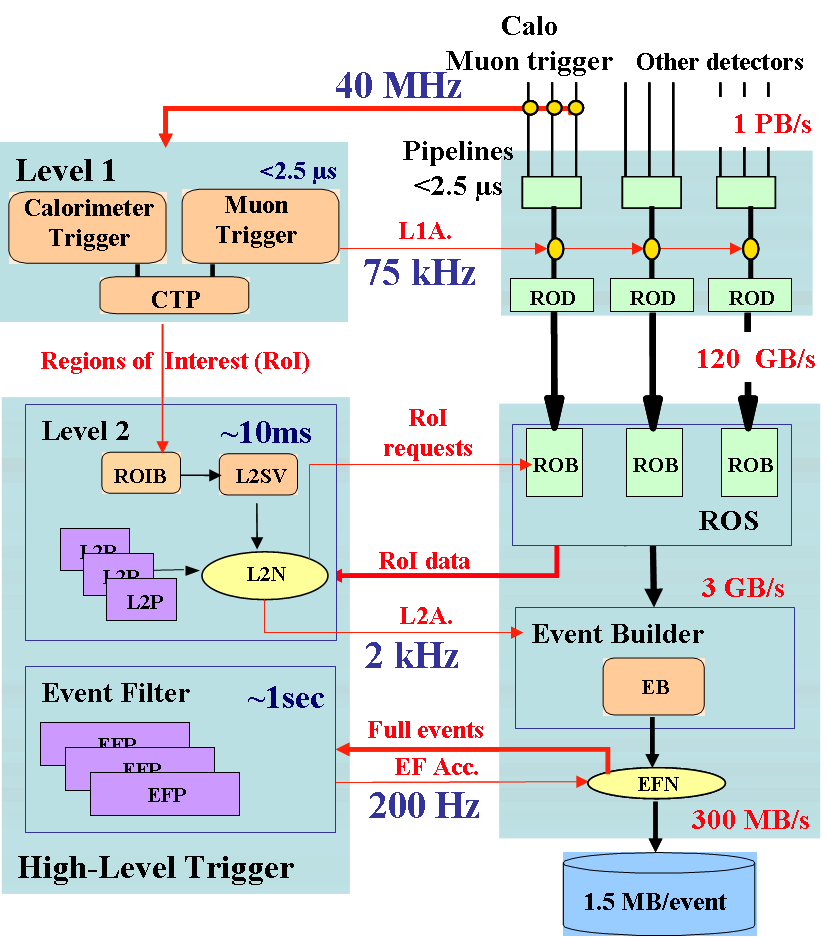 Calo
Muon trigger
Other detectors
40 MHz
1 PB/s
Level 1
<2.5 µs
Pipelines
<2.5 µs
Calorimeter
Trigger
Muon
Trigger
L1A.
75 kHz
CTP
ROD
ROD
ROD
Regions of Interest (RoI)
120 GB/s
Level 2
~10ms
RoI
requests
ROIB
L2SV
ROB
ROB
ROB
ROS
L2P
L2P
L2P
L2N
RoI data
3 GB/s
L2A.
2 kHz
Event Builder
EB
Event Filter
~1sec
Full events
EFP
EFP
EFP
EF Acc.
200 Hz
EFN
300 MB/s
High-Level Trigger
1.5 MB/event